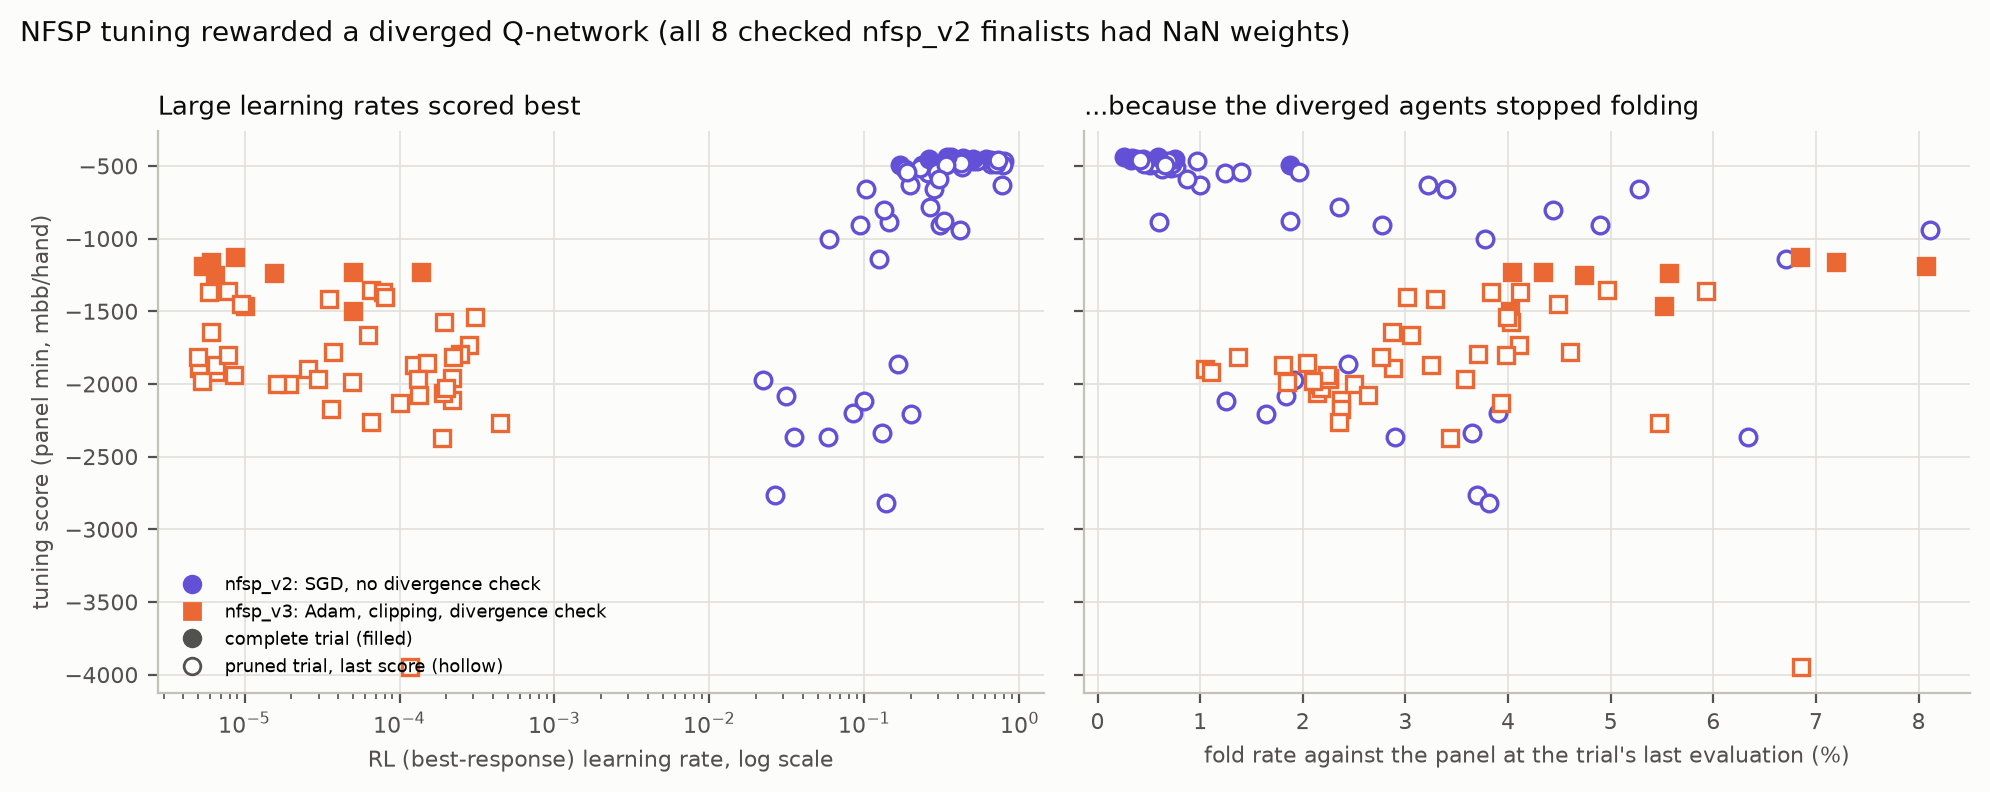 NFSP tuning rewarded a diverged Q-network (all 8 checked nfsp_v2 finalists had NaN weights)
Large learning rates scored best
...because the diverged agents stopped folding
tuning score (panel min, mbb/hand)
−500
−1000
−1500
−2000
−2500
−3000
−3500
−4000
nfsp_v2: SGD, no divergence check
nfsp_v3: Adam, clipping, divergence check
complete trial (filled)
pruned trial, last score (hollow)
10⁻⁵ 10⁻⁴ 10⁻³ 10⁻² 10⁻¹ 10⁰
RL (best-response) learning rate, log scale
0 1 2 3 4 5 6 7 8
fold rate against the panel at the trial's last evaluation (%)